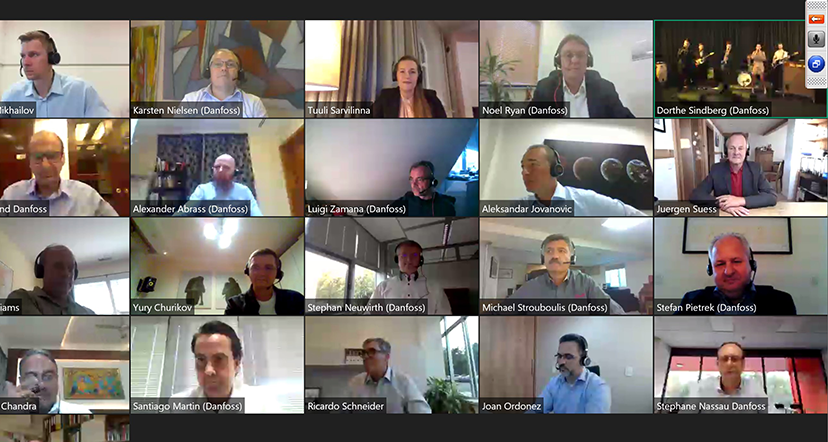 Mikhailov
Karsten Nielsen (Danfoss)
Tuuli Sarvilinna
Noel Ryan (Danfoss)
Dorthe Sindberg (Danfoss)
nd Danfoss
Alexander Abrass (Danfoss)
Luigi Zamana (Danfoss)
Aleksandar Jovanovic
Juergen Suess
iams
Yury Churikov
Stephan Neuwirth (Danfoss)
Michael Strouboulis (Danfoss)
Stefan Pietrek (Danfoss)
Chandra
Santiago Martin (Danfoss)
Ricardo Schneider
Joan Ordonez
Stephane Nassau Danfoss